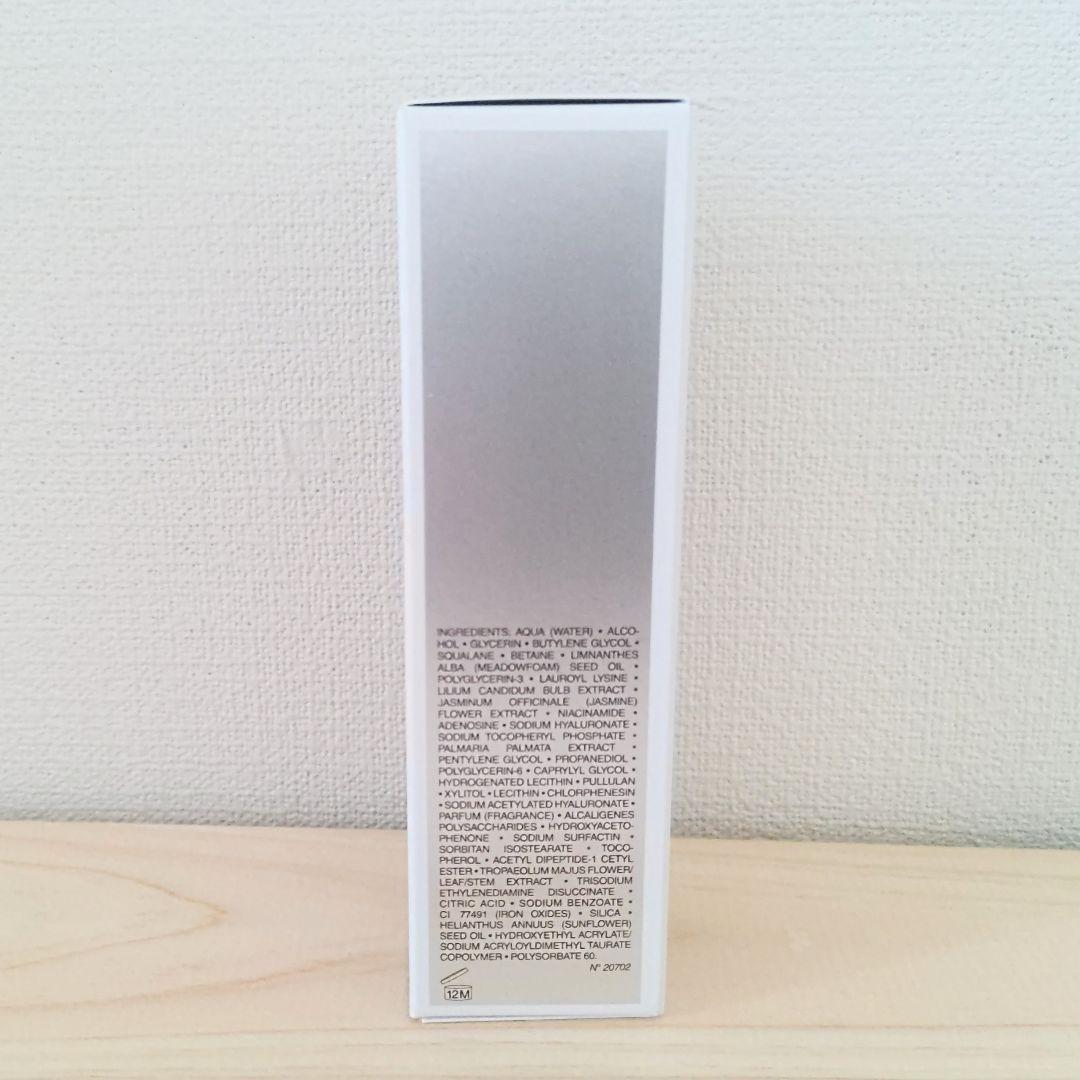 INGREDIENTS: AQUA (WATER) • ALCO-
HOL • GLYCERIN • BUTYLENE GLYCOL •
SQUALANE • BETAINE • LIMNANTHES
ALBA (MEADOWFOAM) SEED OIL •
POLYGLYCERIN-3 • LAUROYL LYSINE •
LILIUM CANDIDUM BULB EXTRACT •
JASMINUM OFFICINALE (JASMINE)
FLOWER EXTRACT • NIACINAMIDE •
ADENOSINE • SODIUM HYALURONATE •
SODIUM TOCOPHERYL PHOSPHATE •
PALMARIA PALMATA EXTRACT •
PENTYLENE GLYCOL • PROPANEDIOL •
POLYGLYCERIN-6 • CAPRYLYL GLYCOL •
HYDROGENATED LECITHIN • PULLULAN
• XYLITOL • LECITHIN • CHLORPHENESIN
• SODIUM ACETYLATED HYALURONATE •
PARFUM (FRAGRANCE) • ALCALIGENES
POLYSACCHARIDES • HYDROXYACETO-
PHENONE • SODIUM SURFACTIN •
SORBITAN ISOSTEARATE • TOCO-
PHEROL • ACETYL DIPEPTIDE-1 CETYL
ESTER • TROPAEOLUM MAJUS FLOWER/
LEAF/STEM EXTRACT • TRISODIUM
ETHYLENEDIAMINE DISUCCINATE •
CITRIC ACID • SODIUM BENZOATE •
CI 77491 (IRON OXIDES) • SILICA •
HELIANTHUS ANNUUS (SUNFLOWER)
SEED OIL • HYDROXYETHYL ACRYLATE/
SODIUM ACRYLOYLDIMETHYL TAURATE
COPOLYMER • POLYSORBATE 60.
N° 20702
12M